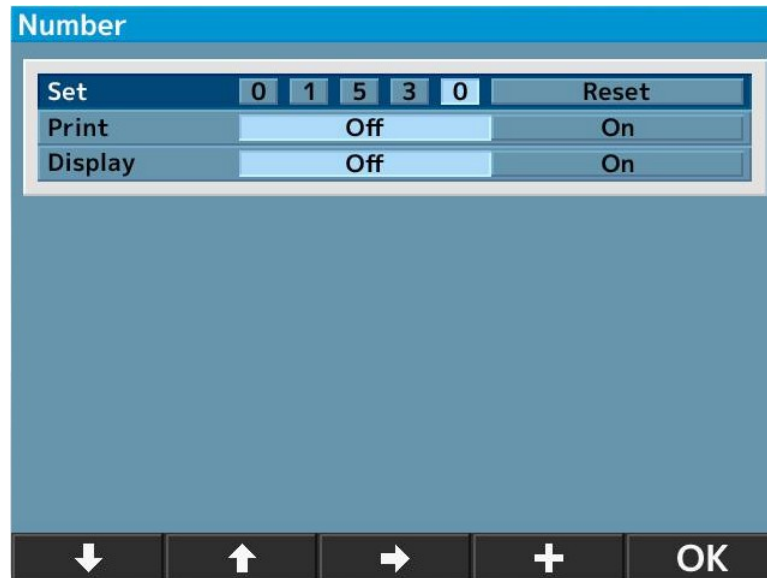 Number
Set 0 1 5 3 0 Reset
Print Off On
Display Off On
OK